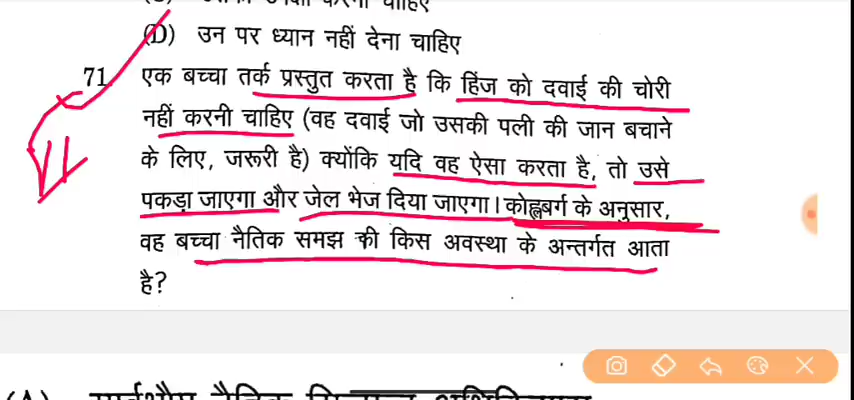 (D) उन पर ध्यान नहीं देना चाहिए
71 एक बच्चा तर्क प्रस्तुत करता है कि हिंज को दवाई की चोरी
नहीं करनी चाहिए (वह दवाई जो उसकी पली की जान बचाने
के लिए, जरूरी है) क्योंकि यदि वह ऐसा करता है, तो उसे
पकड़ा जाएगा और जेल भेज दिया जाएगा। कोह्लबर्ग के अनुसार,
वह बच्चा नैतिक समझ की किस अवस्था के अन्तर्गत आता
है?